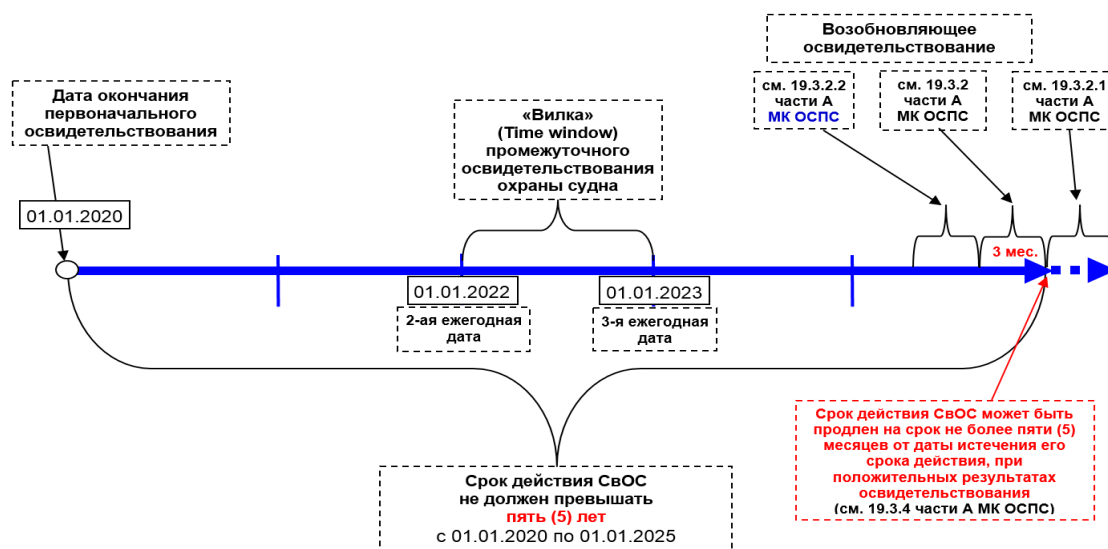 Возобновляющее
освидетельствование
Дата окончания
первоначального
освидетельствования
«Вилка»
(Time window)
промежуточного
освидетельствования
охраны судна
см. 19.3.2.2
части А
МК ОСПС
см. 19.3.2
части А
МК ОСПС
см. 19.3.2.1
части А
МК ОСПС
01.01.2020
3 мес.
01.01.2022
2-ая ежегодная
дата
01.01.2023
3-я ежегодная
дата
Срок действия СвОС может быть
продлен на срок не более пяти (5)
месяцев от даты истечения его
срока действия, при
положительных результатах
освидетельствования
(см. 19.3.4 части А МК ОСПС)
Срок действия СвОС
не должен превышать
пять (5) лет
с 01.01.2020 по 01.01.2025